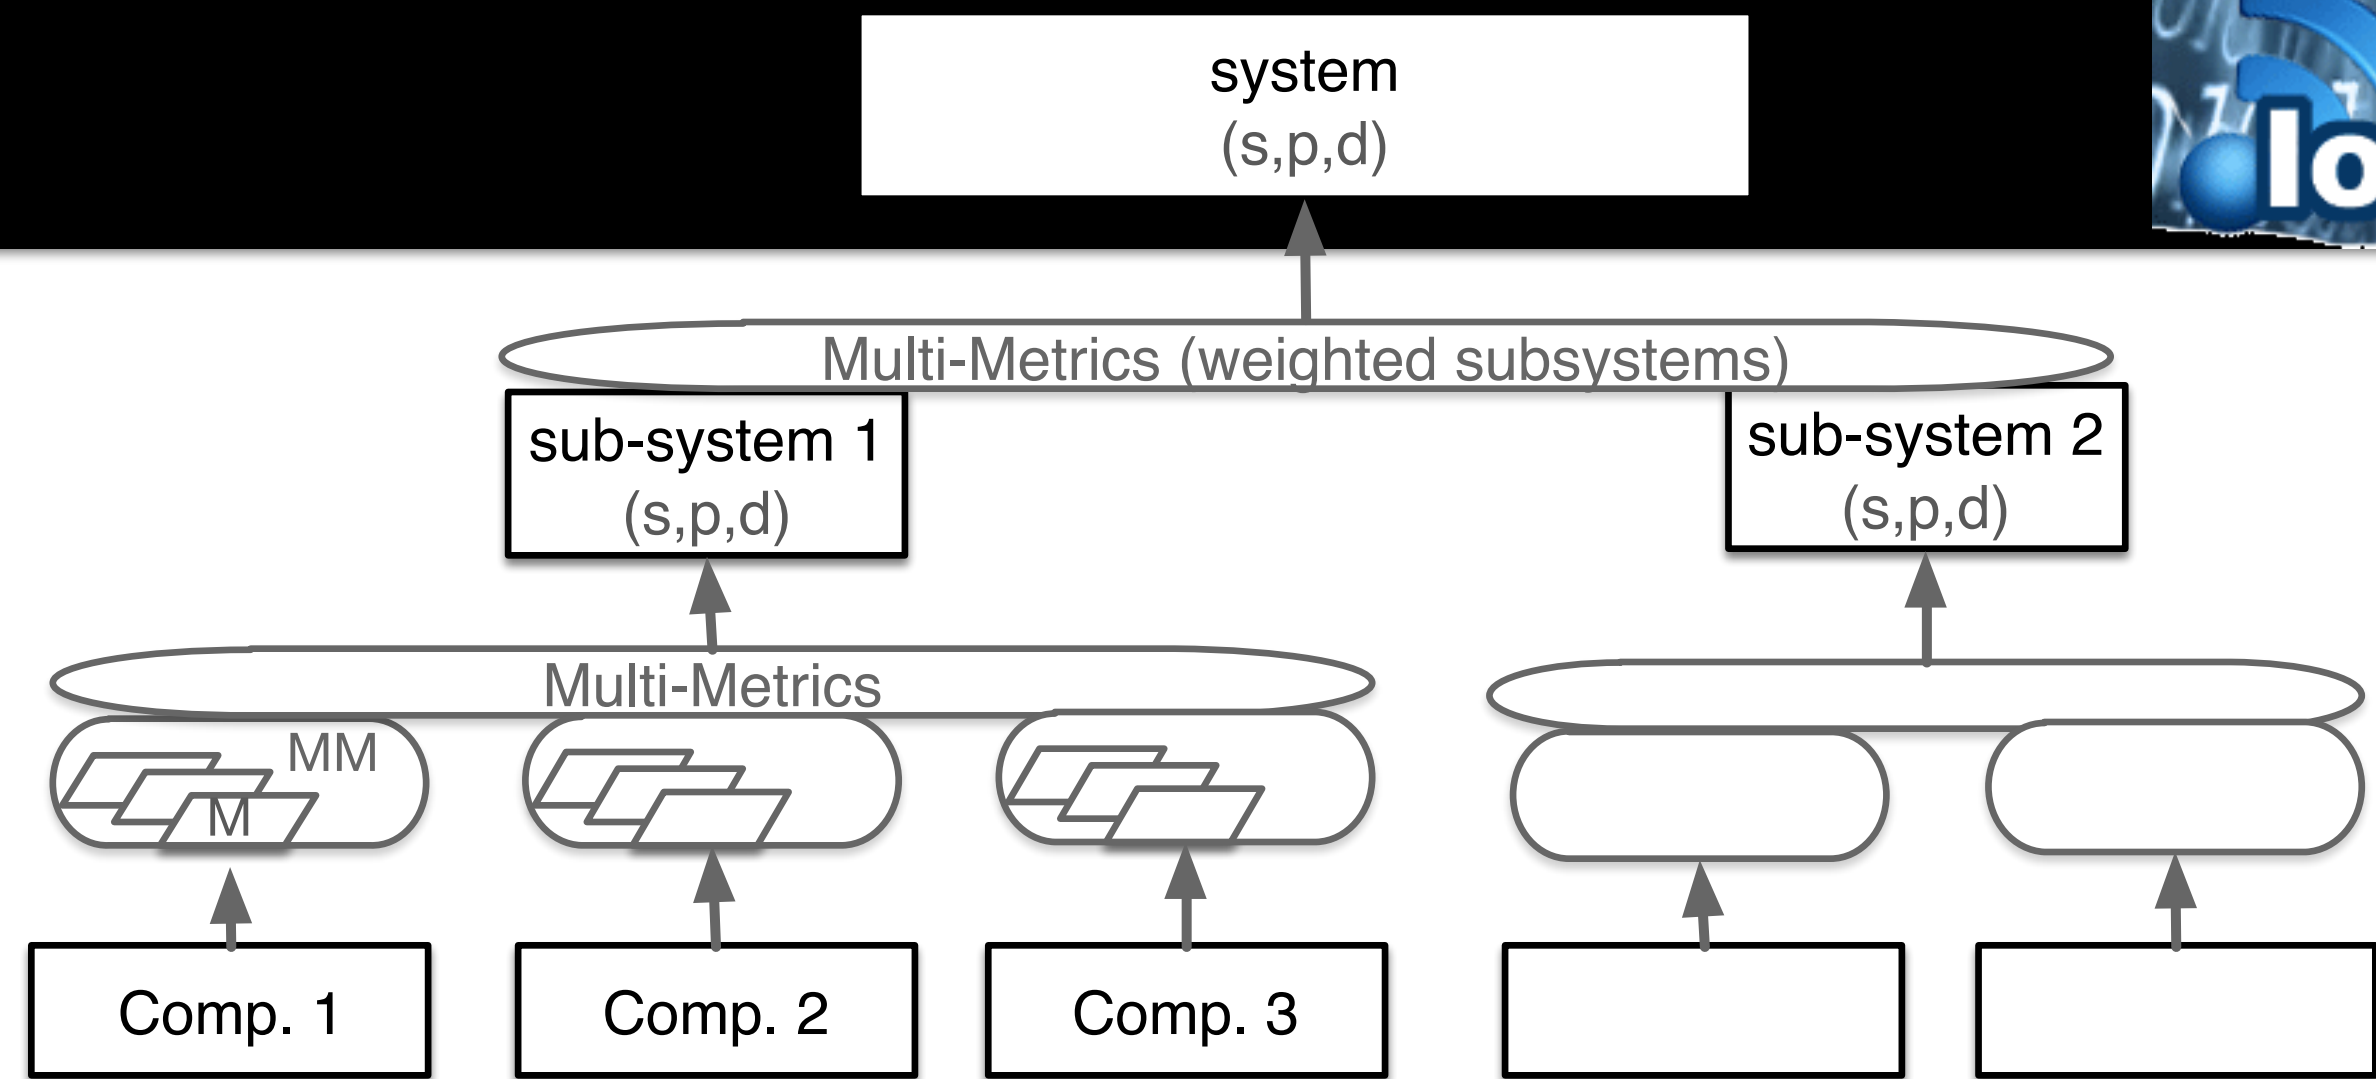 system
(s,p,d)
Multi-Metrics (weighted subsystems)
sub-system 1
(s,p,d)
sub-system 2
(s,p,d)
Multi-Metrics
MM
M
Comp. 1
Comp. 2
Comp. 3